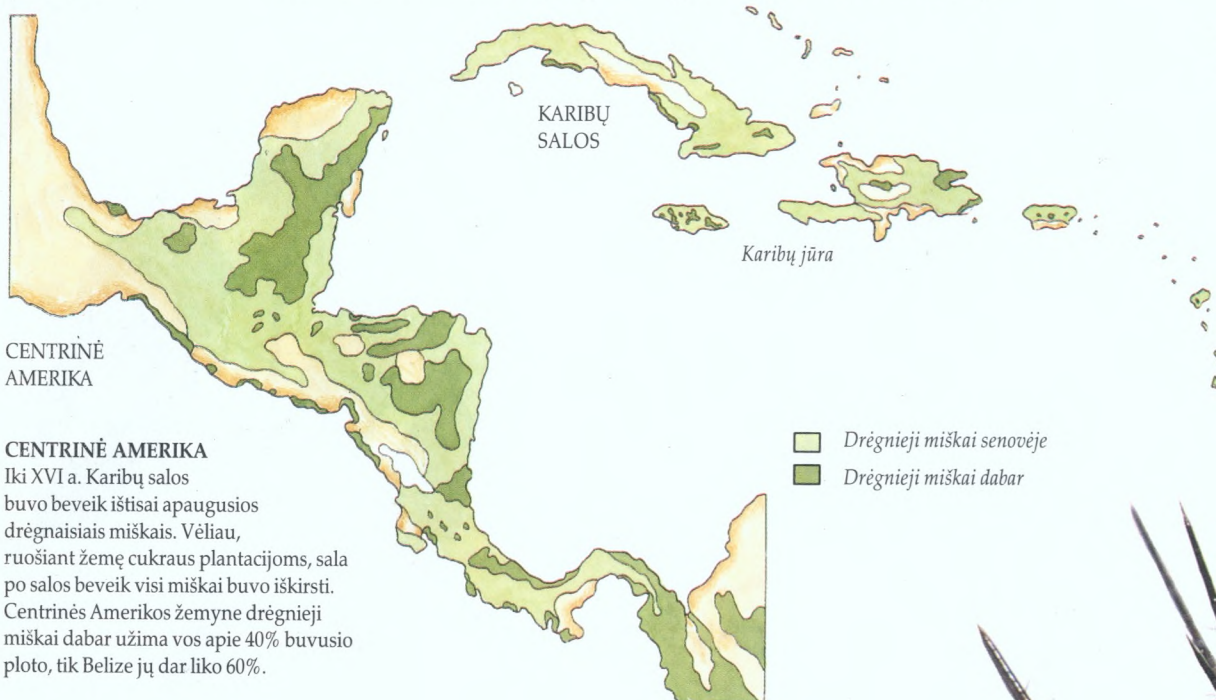 KARIBŲ
SALOS
Karibų jūra
CENTRINĖ
AMERIKA
Drėgnieji miškai senovėje
Drėgnieji miškai dabar
CENTRINĖ AMERIKA
Iki XVI a. Karibų salos
buvo beveik ištisai apaugusios
drėgnaisiais miškais. Vėliau,
ruošiant žemę cukraus plantacijoms, sala
po salos beveik visi miškai buvo iškirsti.
Centrinės Amerikos žemyne drėgnieji
miškai dabar užima vos apie 40% buvusio
ploto, tik Belize jų dar liko 60%.